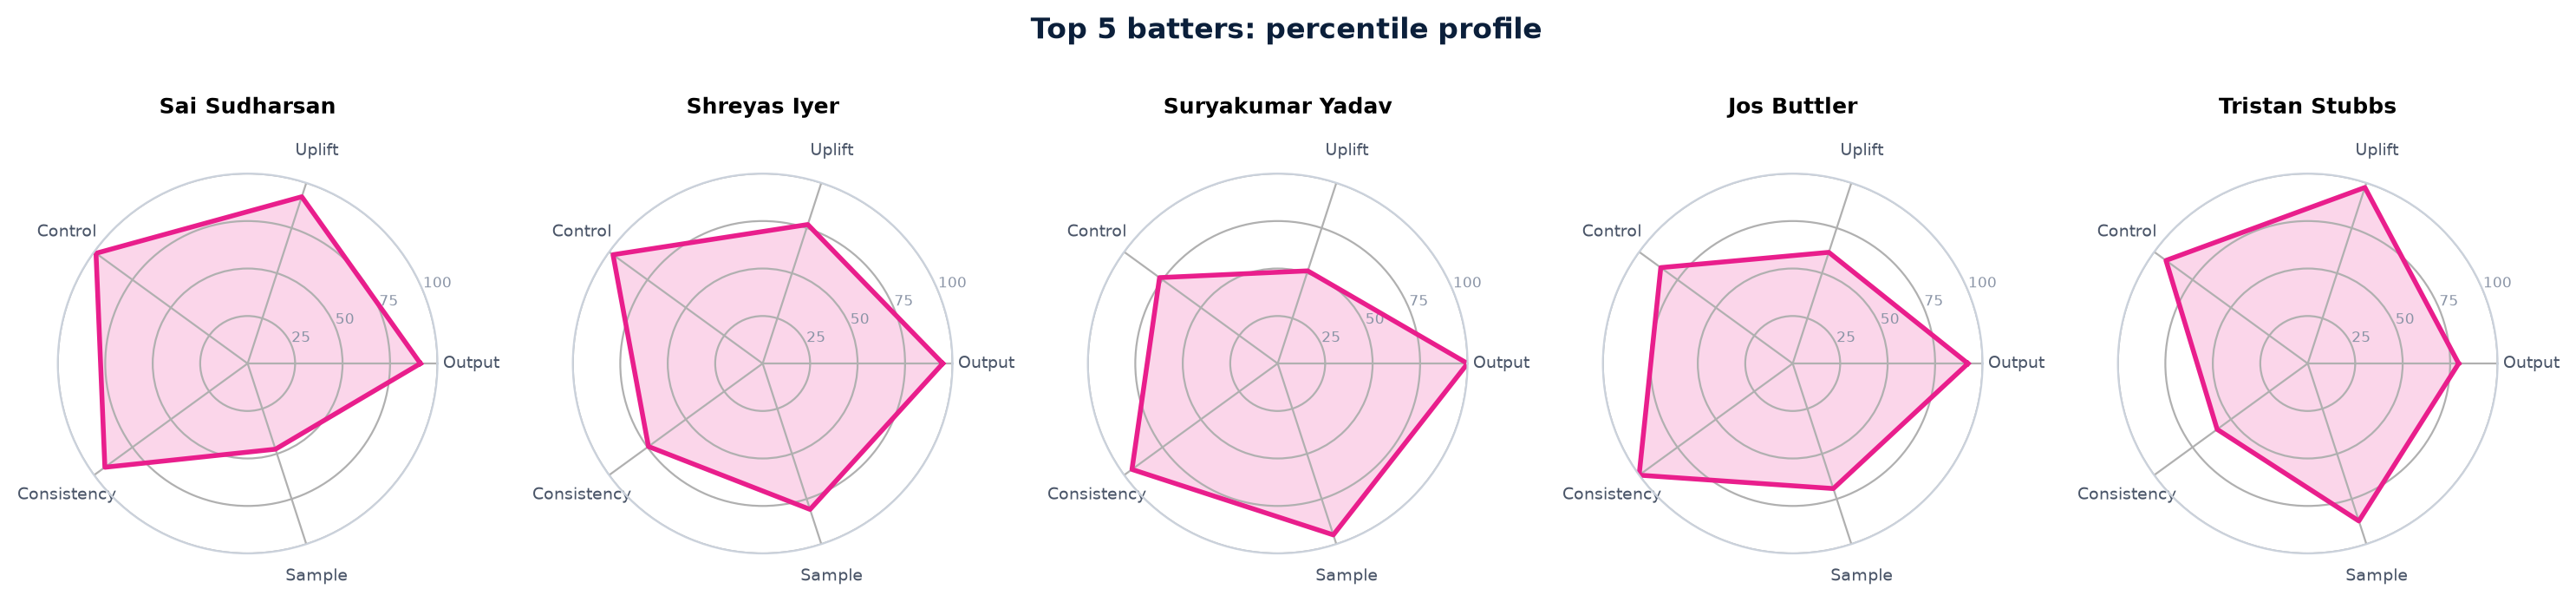 Top 5 batters: percentile profile
Sai Sudharsan
Uplift
Control
100
75
50
25
Output
Consistency
Sample
Shreyas Iyer
Uplift
Control
100
75
50
25
Output
Consistency
Sample
Suryakumar Yadav
Uplift
Control
100
75
50
25
Output
Consistency
Sample
Jos Buttler
Uplift
Control
100
75
50
25
Output
Consistency
Sample
Tristan Stubbs
Uplift
Control
100
75
50
25
Output
Consistency
Sample